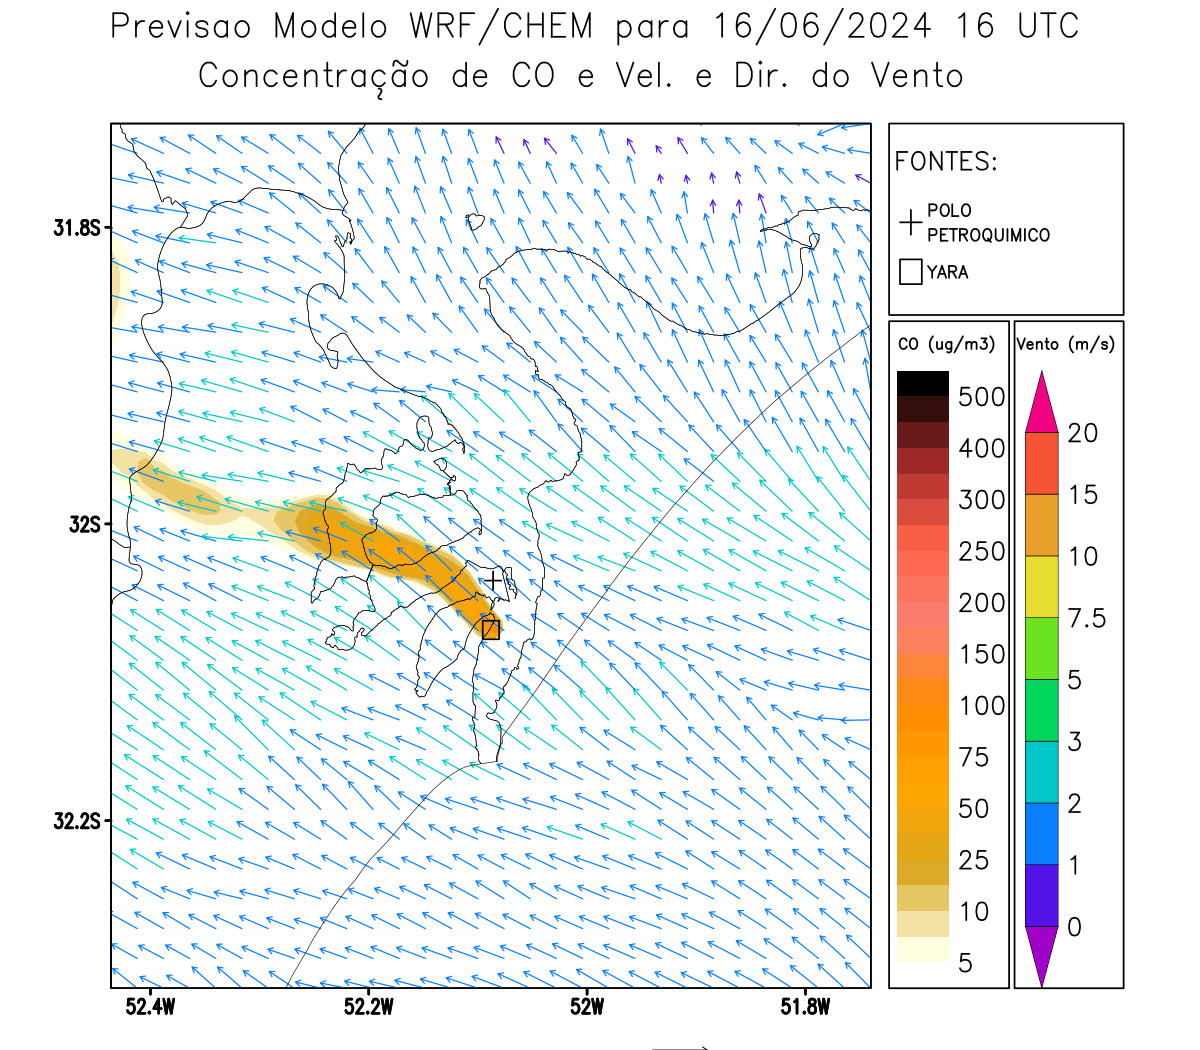 Previsao Modelo WRF/CHEM para 16/06/2024 16 UTC
Concentração de CO e Vel. e Dir. do Vento
FONTES:
POLO
PETROQUIMICO
YARA
CO (ug/m3)
500
400
300
250
200
150
100
75
50
25
10
5
Vento (m/s)
20
15
10
7.5
5
3
2
1
0
31.8S
32S
32.2S
52.4W
52.2W
52W
51.8W